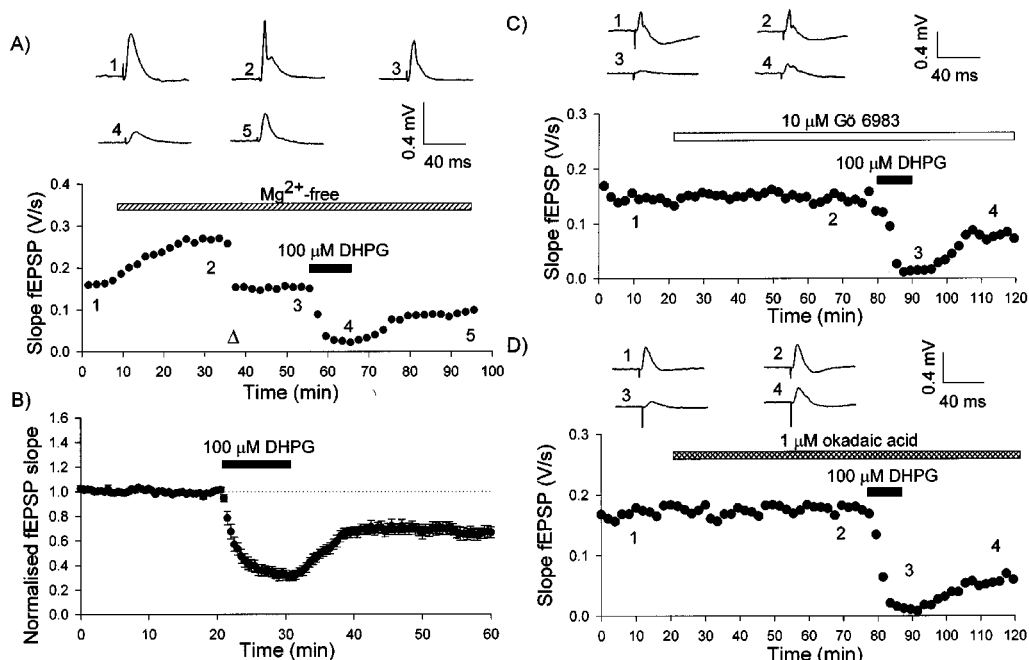 A)
1
2
3
4
5
0.4 mV
40 ms
Slope fEPSP (V/s)
0.4
0.3
0.2
0.1
0.0
Mg2+-free
100 µM DHPG
1
2
3
4
5
Δ
0 10 20 30 40 50 60 70 80 90 100
Time (min)
B)
Normalised fEPSP slope
1.6
1.4
1.2
1.0
0.8
0.6
0.4
0.2
0.0
100 µM DHPG
0 10 20 30 40 50 60
Time (min)
C)
1
2
3
4
0.4 mV
40 ms
Slope fEPSP (V/s)
0.3
0.2
0.1
0.0
10 µM Gö 6983
100 µM DHPG
1
2
3
4
0 10 20 30 40 50 60 70 80 90 100 110 120
Time (min)
D)
1
2
3
4
0.4 mV
40 ms
Slope fEPSP (V/s)
0.3
0.2
0.1
0.0
1 µM okadaic acid
100 µM DHPG
1
2
3
4
0 10 20 30 40 50 60 70 80 90 100 110 120
Time (min)